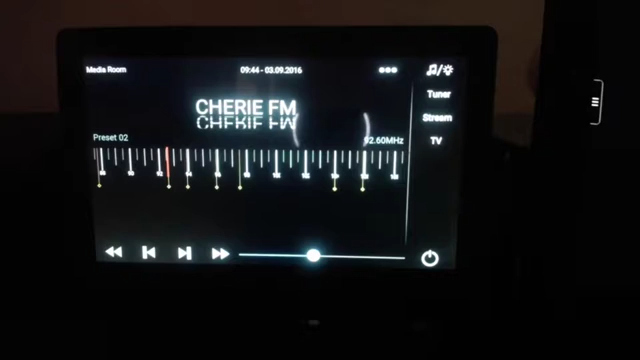 Media Room
09:44 - 03.09.2016
CHERIE FM
Tuner
Stream
TV
Preset 02
92.60MHz